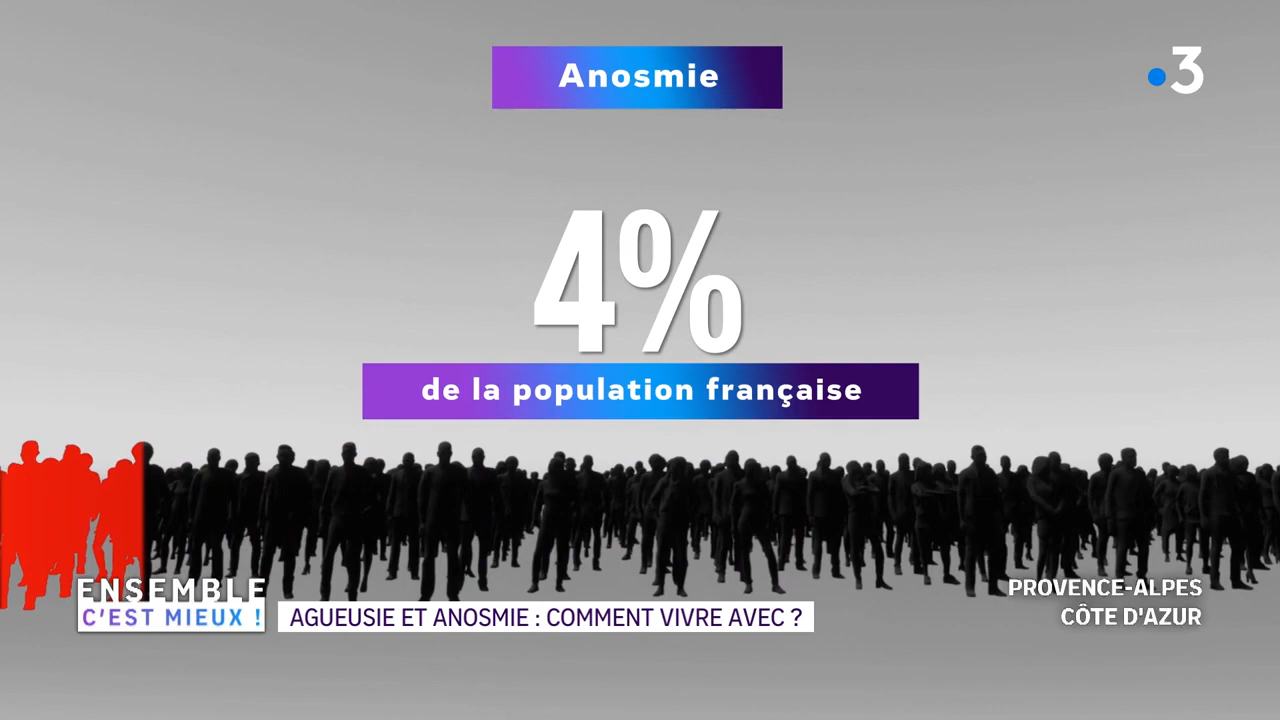 Anosmie
3
4%
de la population française
ENSEMBLE
C'EST MIEUX !
AGUEUSIE ET ANOSMIE : COMMENT VIVRE AVEC ?
PROVENCE-ALPES
CÔTE D'AZUR